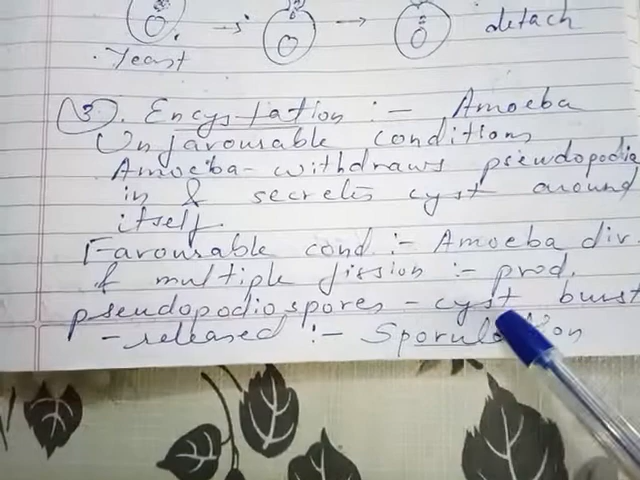 detach
Yeast
3. Encystation :- Amoeba
Unfavourable conditions
Amoeba - withdraws pseudopodia
in & secretes cyst around
itself.
Favourable cond. :- Amoeba div.
multiple fission :- prod.
pseudopodiospores - cyst burst
- released :- Sporulation